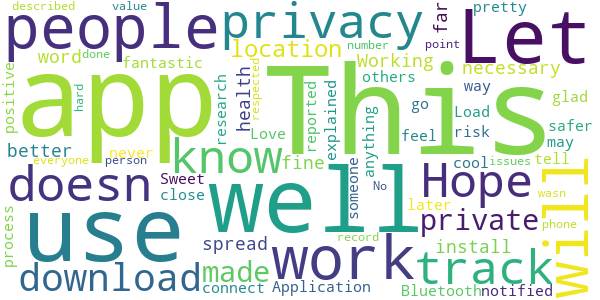 described value pretty
people privacy far Let
positive word done location number point
fantastic Working necessary
app This
hard research health respected reported others go way glad
explained anything Load safer
better never Love feel risk may
everyone person know fine cool issues tell
doesn well Sweet close someone No later Hope wasn will
process use spread work private
download made record track install phone
connect Application Bluetooth notified